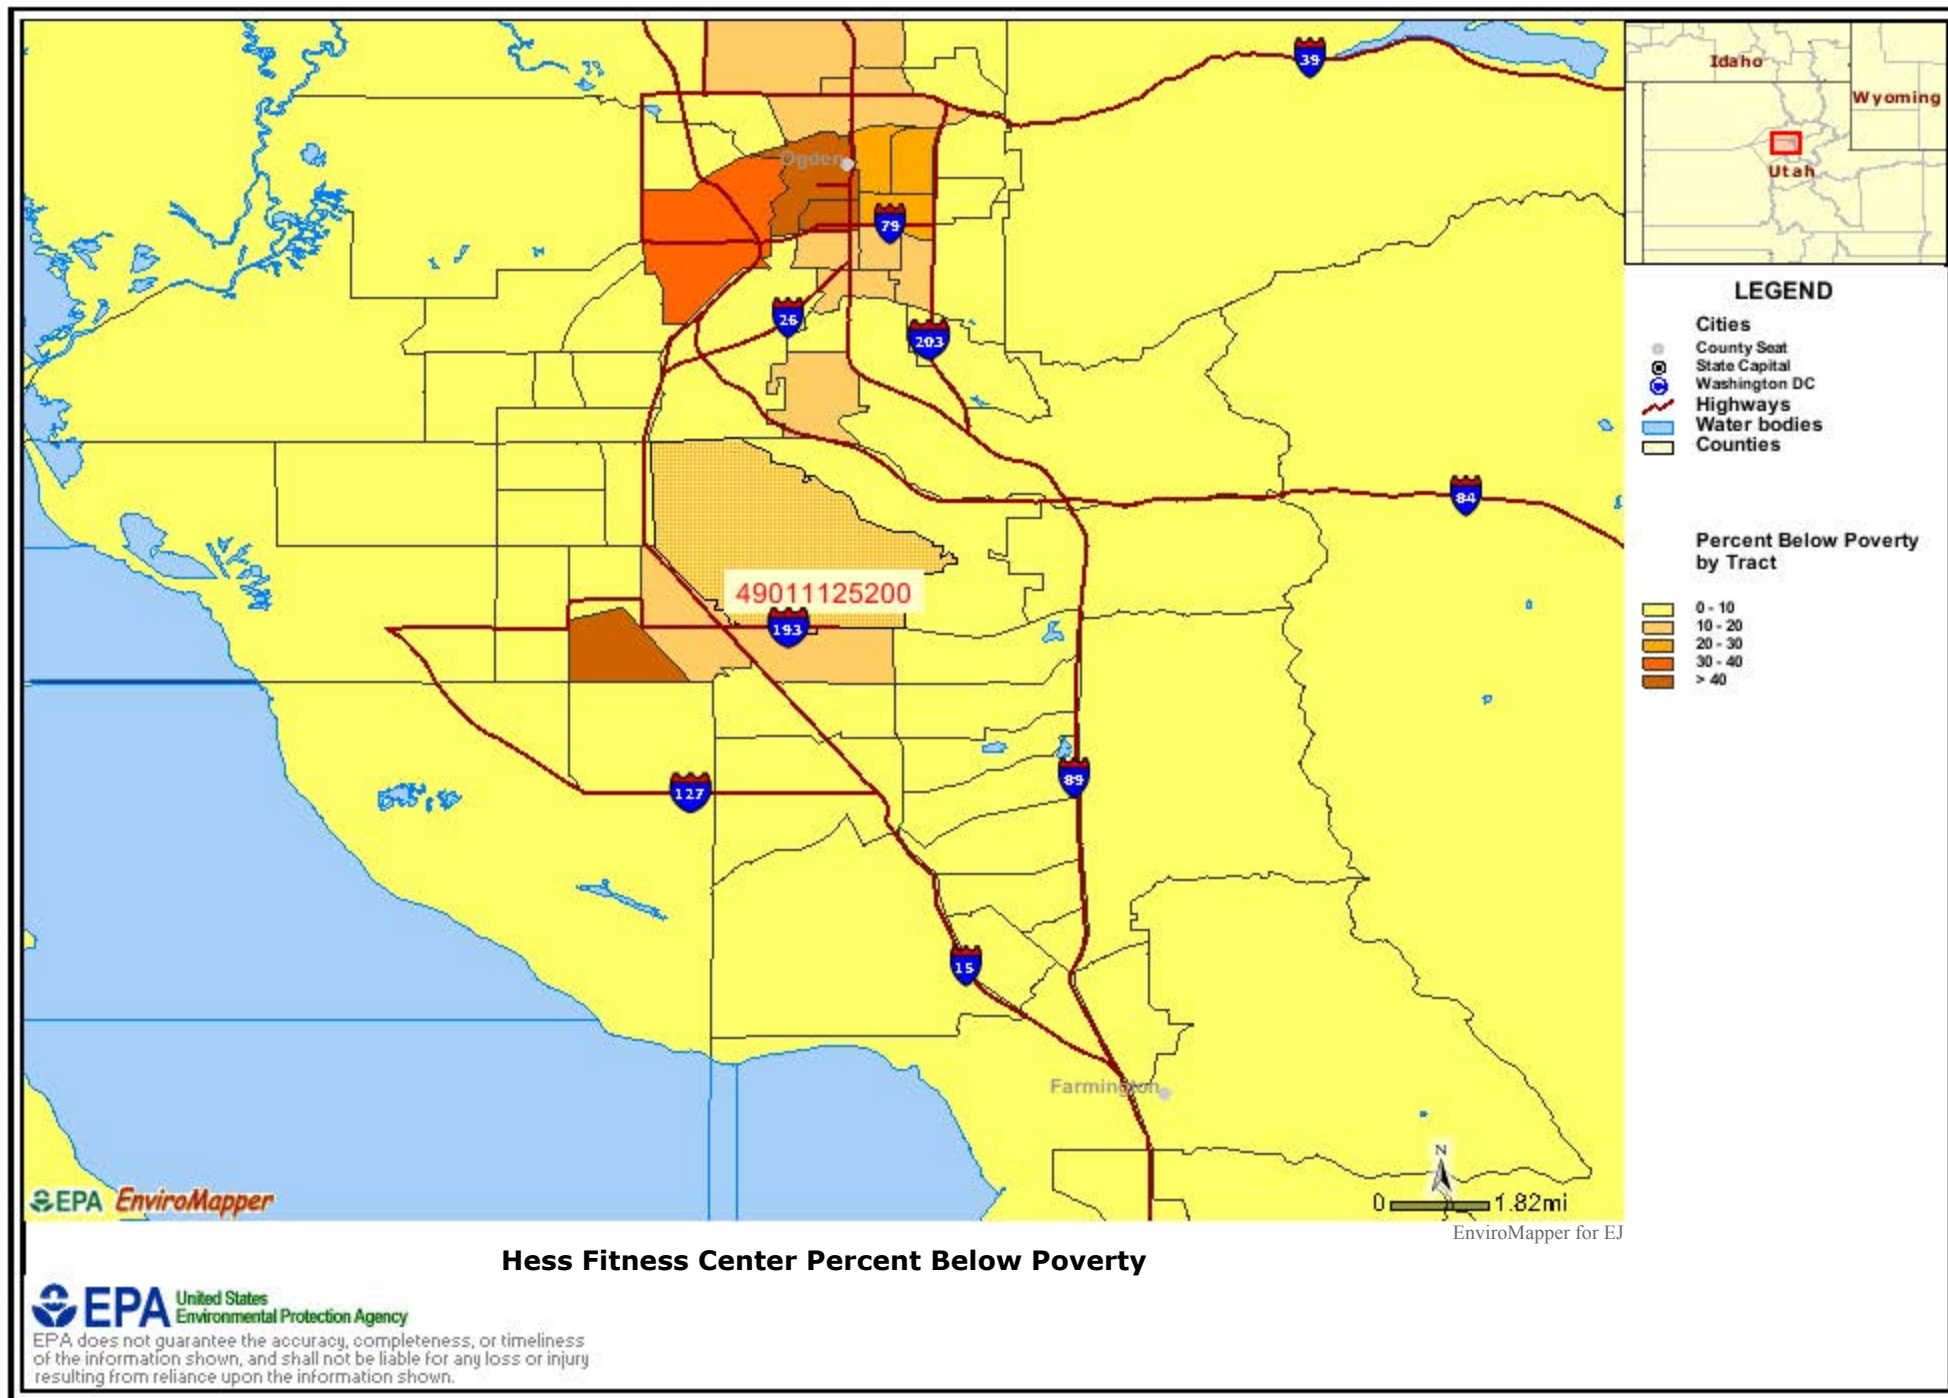 39
Idaho
Wyoming
Utah
Ogden
79
26
203
84
49011125200
193
127
89
15
Farmington
N
0 1.82mi
EPA EnviroMapper
EnviroMapper for EJ
LEGEND
Cities
County Seat
State Capital
Washington DC
Highways
Water bodies
Counties
Percent Below Poverty
by Tract
0 - 10
10 - 20
20 - 30
30 - 40
> 40
Hess Fitness Center Percent Below Poverty
EPA
United States
Environmental Protection Agency
EPA does not guarantee the accuracy, completeness, or timeliness
of the information shown, and shall not be liable for any loss or injury
resulting from reliance upon the information shown.